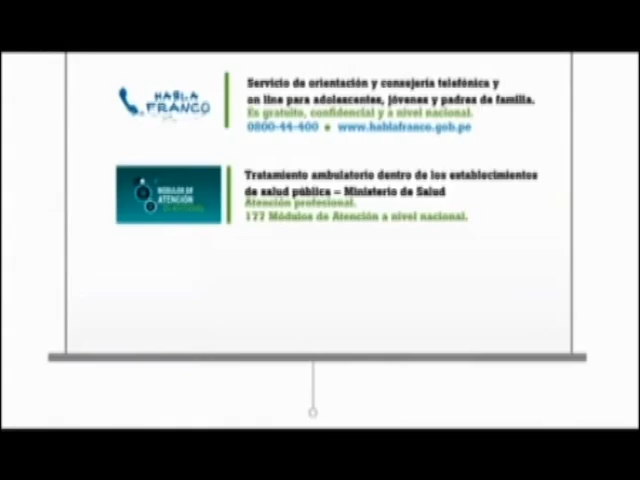 HABLA
FRANCO
Servicio de orientación y consejería telefónica y
on line para adolescentes, jóvenes y padres de familia.
Es gratuito, confidencial y a nivel nacional.
0800-44-400 • www.hablafranco.gob.pe
MÓDULOS DE
ATENCIÓN
Tratamiento ambulatorio dentro de los establecimientos
de salud pública – Ministerio de Salud
Atención profesional.
177 Módulos de Atención a nivel nacional.